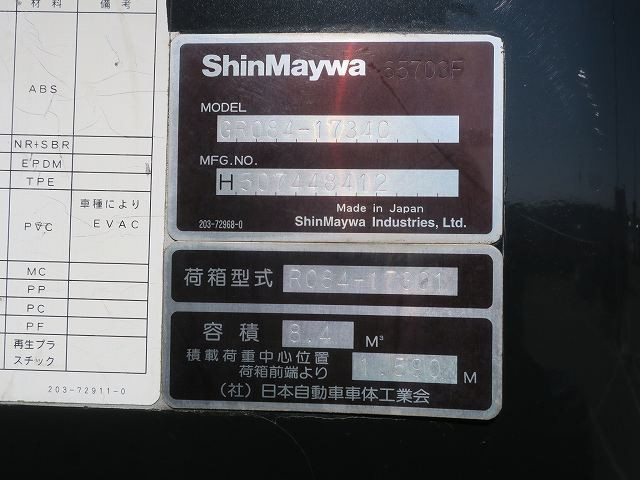 材料 備考
ABS
NR+SBR
EPDM
TPE
PVC 車種により EVAC
MC
PP
PC
PF
再生プラスチック
203-72911-0
ShinMaywa
MODEL
GR084-1734C
MFG.NO.
H507448412
Made in Japan
203-72968-0 ShinMaywa Industries, Ltd.
荷箱型式
容積 8.4 M³
積載荷重中心位置
荷箱前端より 1.590 M
(社)日本自動車車体工業会